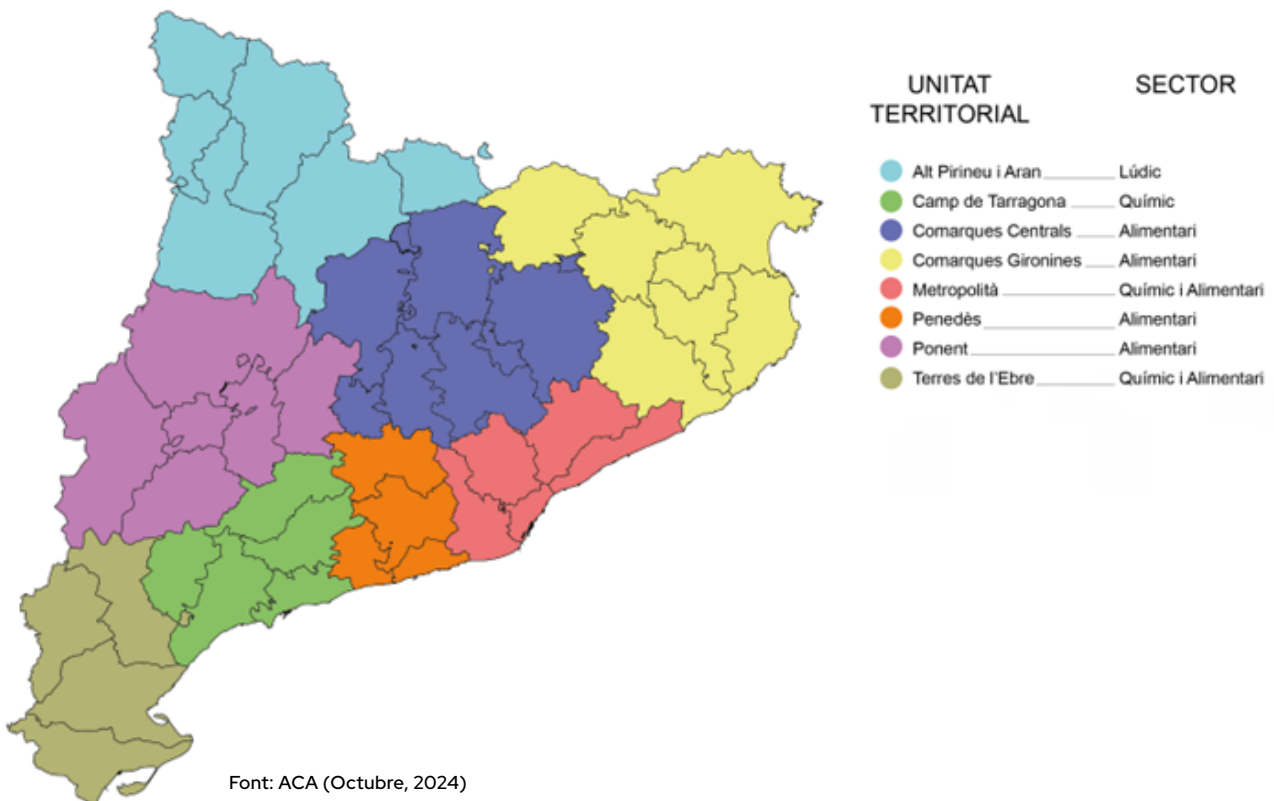 UNITAT TERRITORIAL SECTOR
Alt Pirineu i Aran Lúdic
Camp de Tarragona Químic
Comarques Centrals Alimentari
Comarques Gironines Alimentari
Metropolità Químic i Alimentari
Penedès Alimentari
Ponent Alimentari
Terres de l'Ebre Químic i Alimentari
Font: ACA (Octubre, 2024)